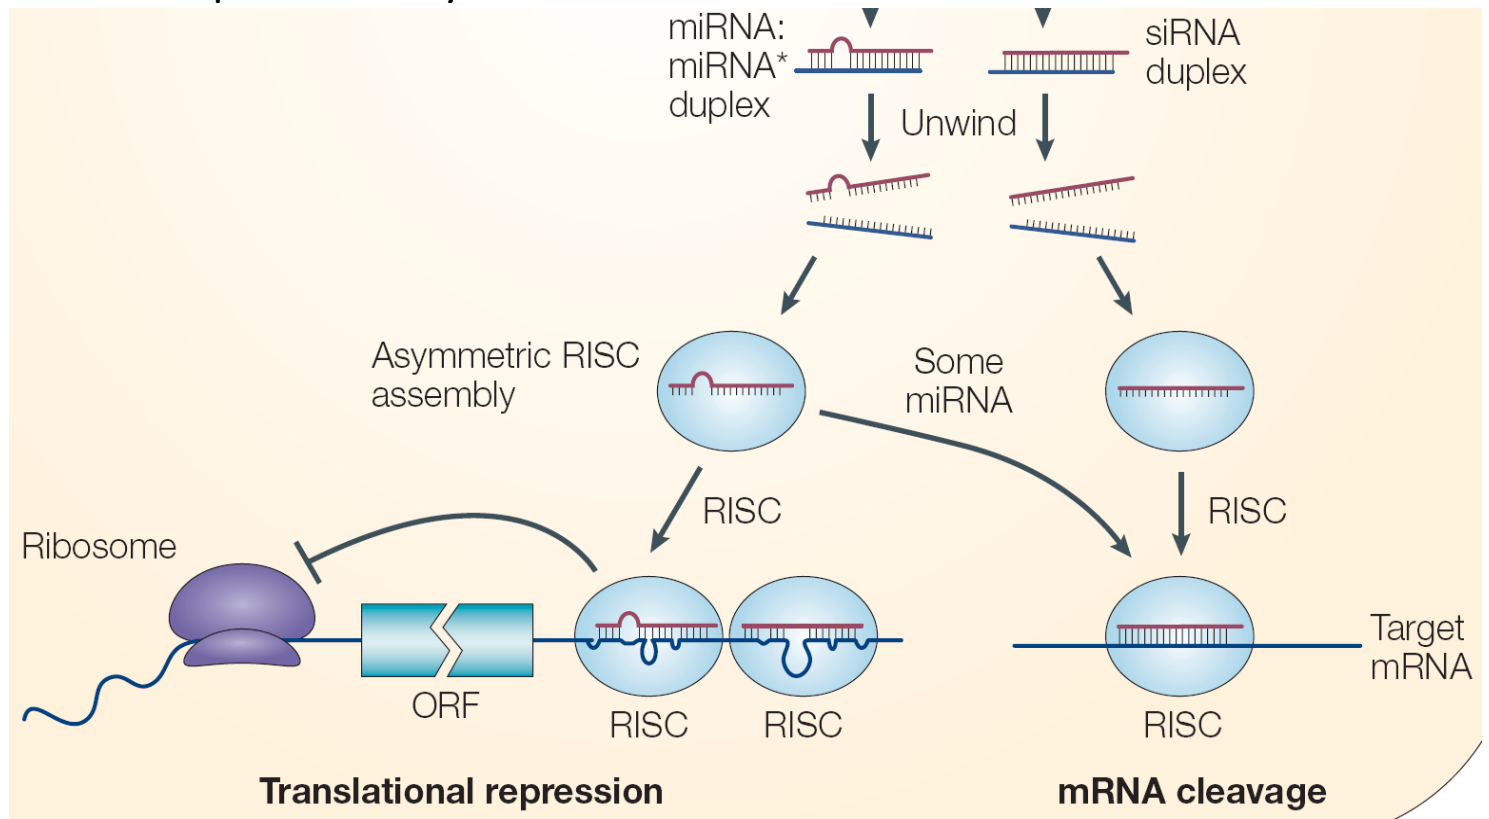 miRNA:
miRNA*
duplex
siRNA
duplex
Unwind
Asymmetric RISC
assembly
Some
miRNA
RISC
RISC
Ribosome
ORF
RISC
RISC
RISC
Target
mRNA
Translational repression
mRNA cleavage